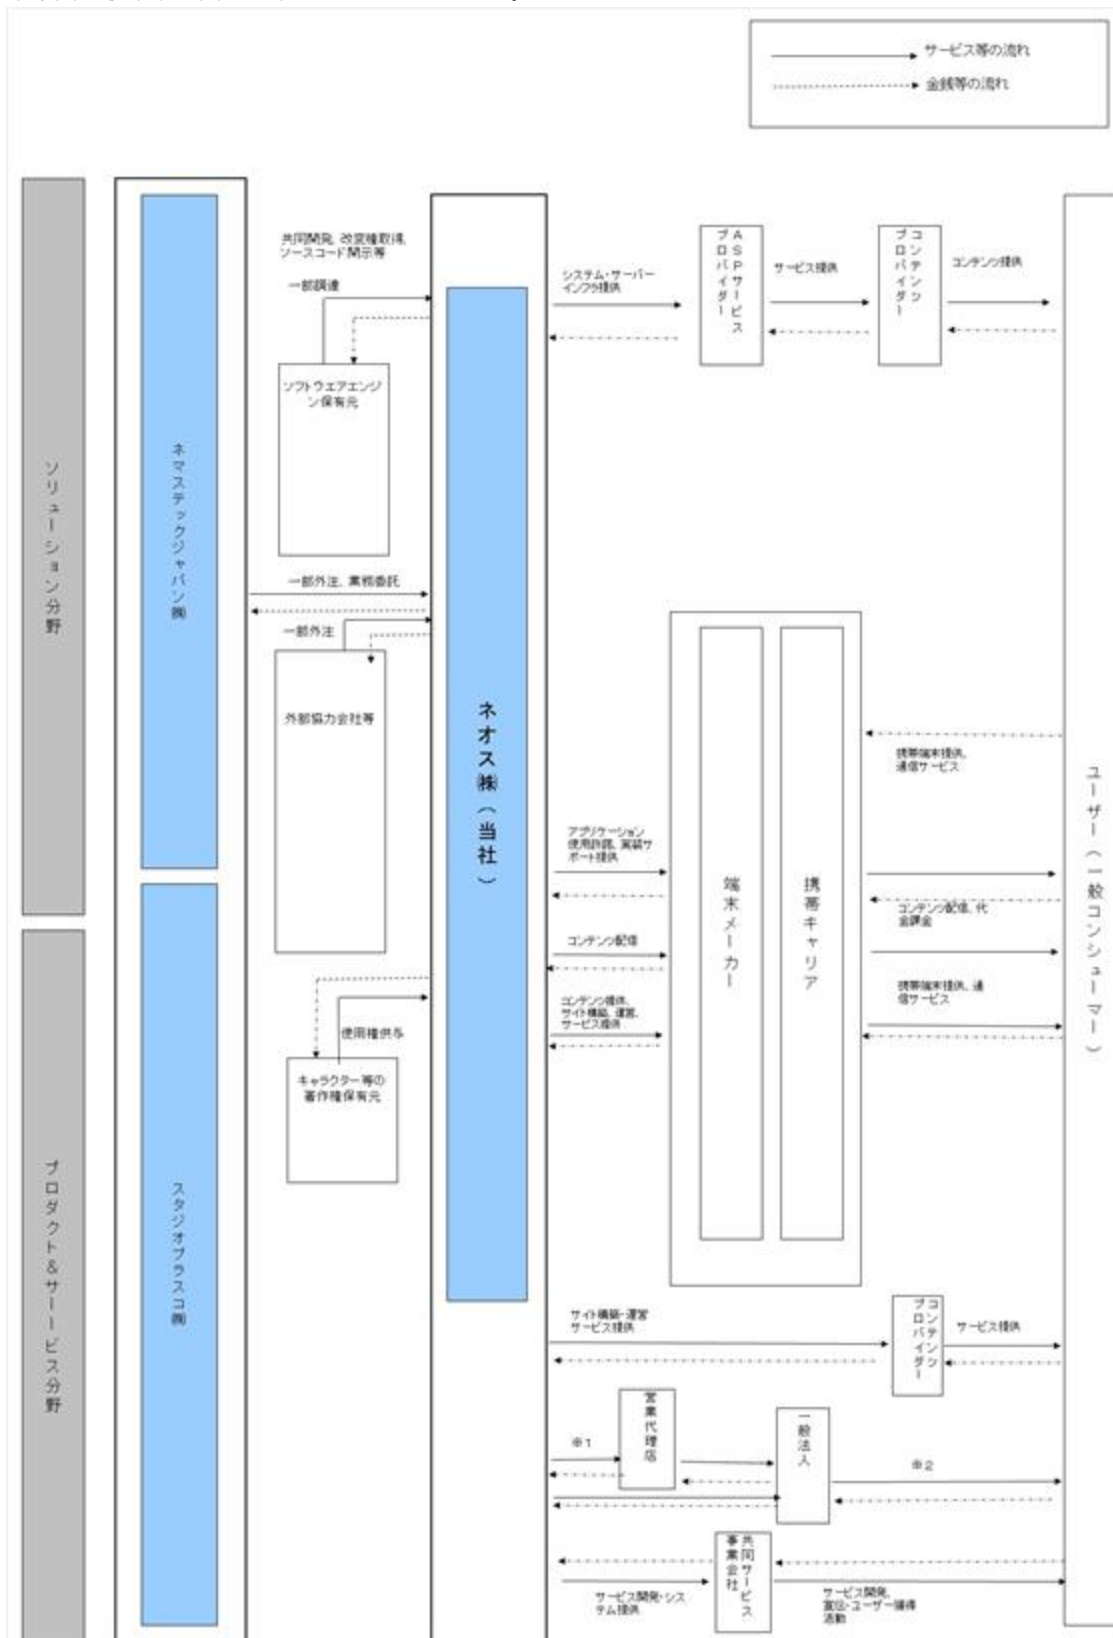 サービス等の流れ
金銭等の流れ
ソリューション分野
プロダクト&サービス分野
ネマステックジャパン㈱
スタジオプラスコ㈱
共同開発、改変権取得、
ソースコード開示等
一部調達
ソフトウェアエンジ
ン保有元
一部外注、業務委託
一部外注
外部協力会社等
使用権供与
キャラクター等の
著作権保有元
ネオス㈱(当社)
システム・サーバー
インフラ提供
ASPサービス
プロバイダー
サービス提供
コンテンツ
プロバイダー
コンテンツ提供
携帯端末提供、
通信サービス
アプリケーション
使用許諾、実装サ
ポート提供
コンテンツ配信
コンテンツ提供、
サイト構築、運営、
サービス提供
端末メーカー
携帯キャリア
コンテンツ配信、代
金課金
携帯端末提供、通
信サービス
ユーザー(一般コンシューマー)
サイト構築・運営
サービス提供
コンテンツ
プロバイダー
サービス提供
※1
営業代理店
一般法人
※2
共同サービス
事業会社
サービス開発・シス
テム提供
サービス開発、
宣伝・ユーザー獲得
活動